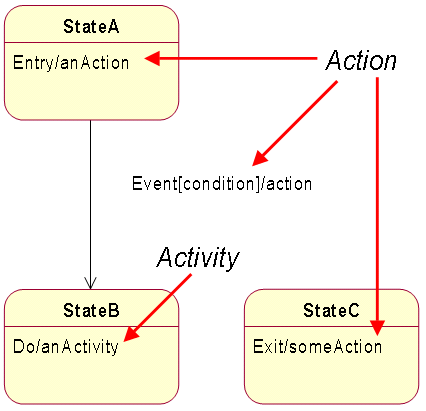 StateA
Entry/anAction
Action
Event[condition]/action
Activity
StateB
Do/anActivity
StateC
Exit/someAction